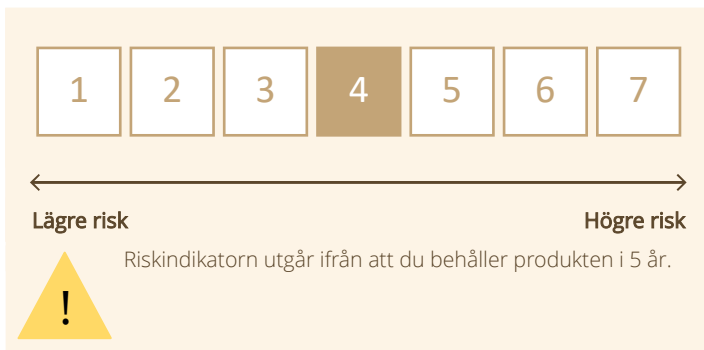 1 2 3 4 5 6 7
Lägre risk Högre risk
Riskindikatorn utgår ifrån att du behåller produkten i 5 år.
!